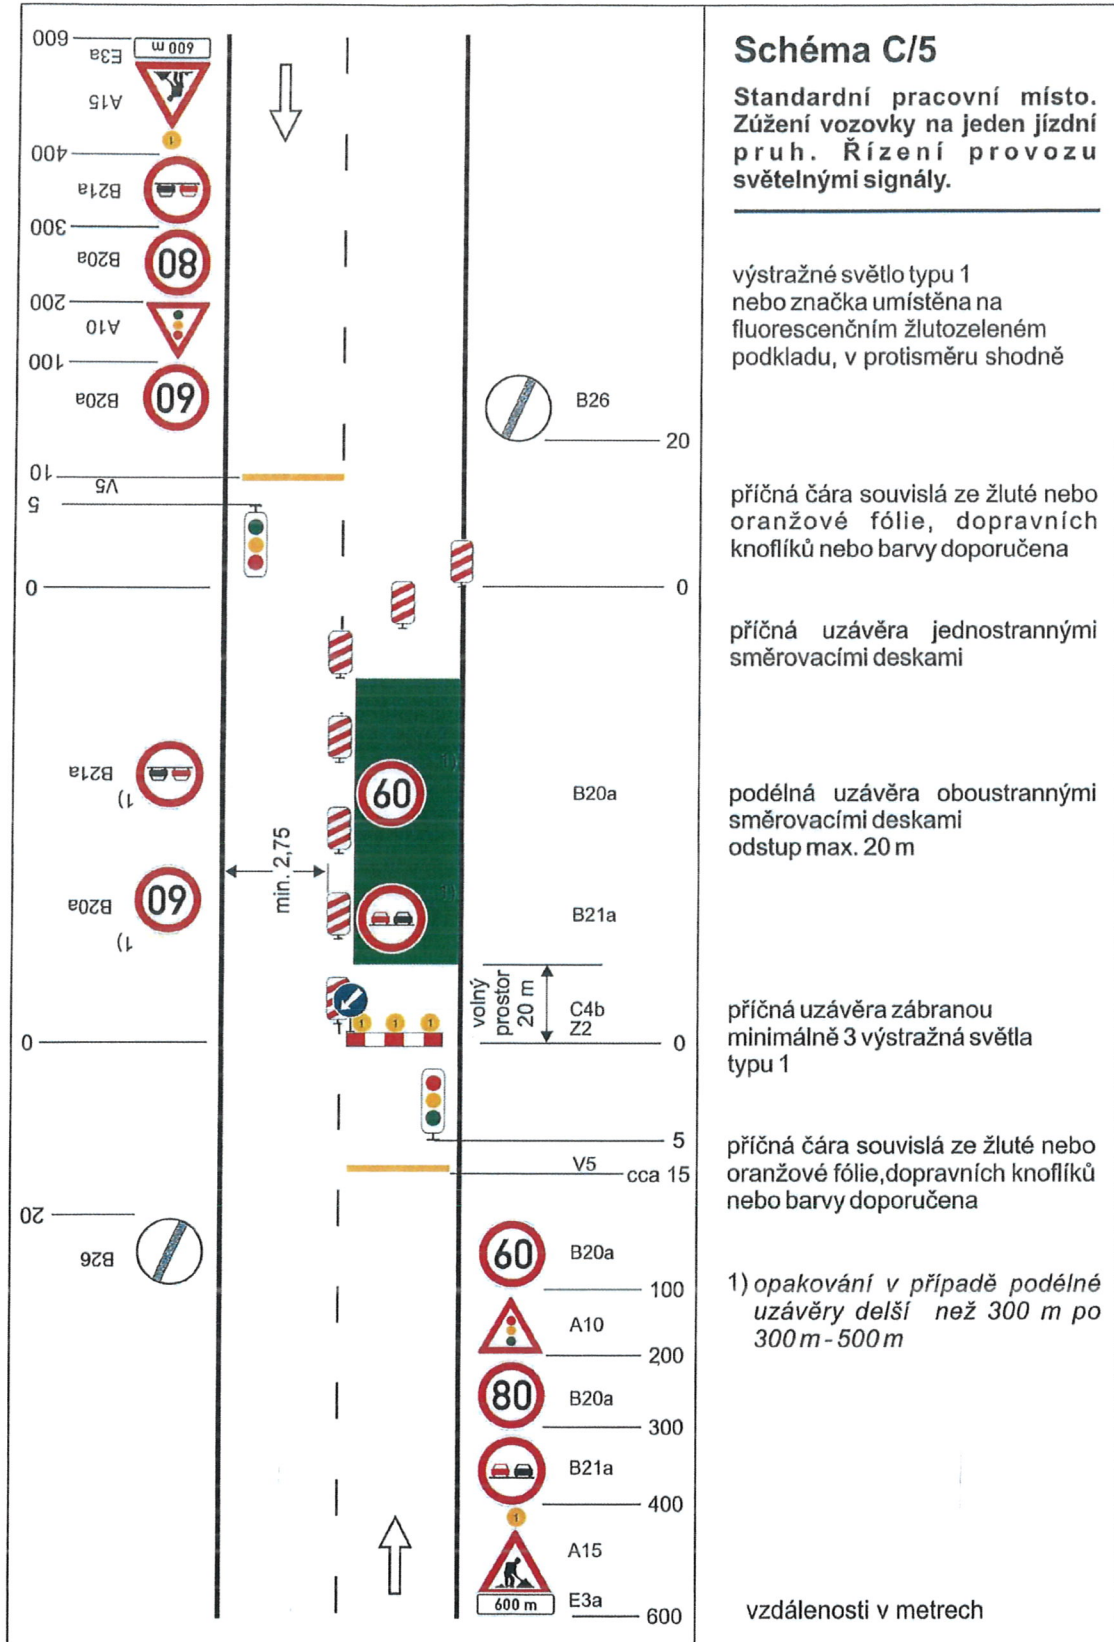 Schéma C/5
Standardní pracovní místo.
Zúžení vozovky na jeden jízdní
pruh. Řízení provozu
světelnými signály.
výstražné světlo typu 1
nebo značka umístěna na
fluorescenčním žlutozeleném
podkladu, v protisměru shodně
příčná čára souvislá ze žluté nebo
oranžové fólie, dopravních
knoflíků nebo barvy doporučena
příčná uzávěra jednostrannými
směrovacími deskami
podélná uzávěra oboustrannými
směrovacími deskami
odstup max. 20 m
příčná uzávěra zábranou
minimálně 3 výstražná světla
typu 1
příčná čára souvislá ze žluté nebo
oranžové fólie,dopravních knoflíků
nebo barvy doporučena
1) opakování v případě podélné
uzávěry delší než 300 m po
300 m - 500 m
vzdálenosti v metrech
600
E3a
600 m
A15
1
400
B21a
300
B20a
80
200
A10
100
B20a
60
10
V5
5
0
B21a
1)
B20a
60
1)
0
20
B26
B26
20
0
1)
60
B20a
1)
B21a
min. 2,75
volný
prostor
20 m
C4b
Z2
1
1
1
0
5
V5
cca 15
60
B20a
100
A10
200
80
B20a
300
B21a
400
1
A15
600 m
E3a
600